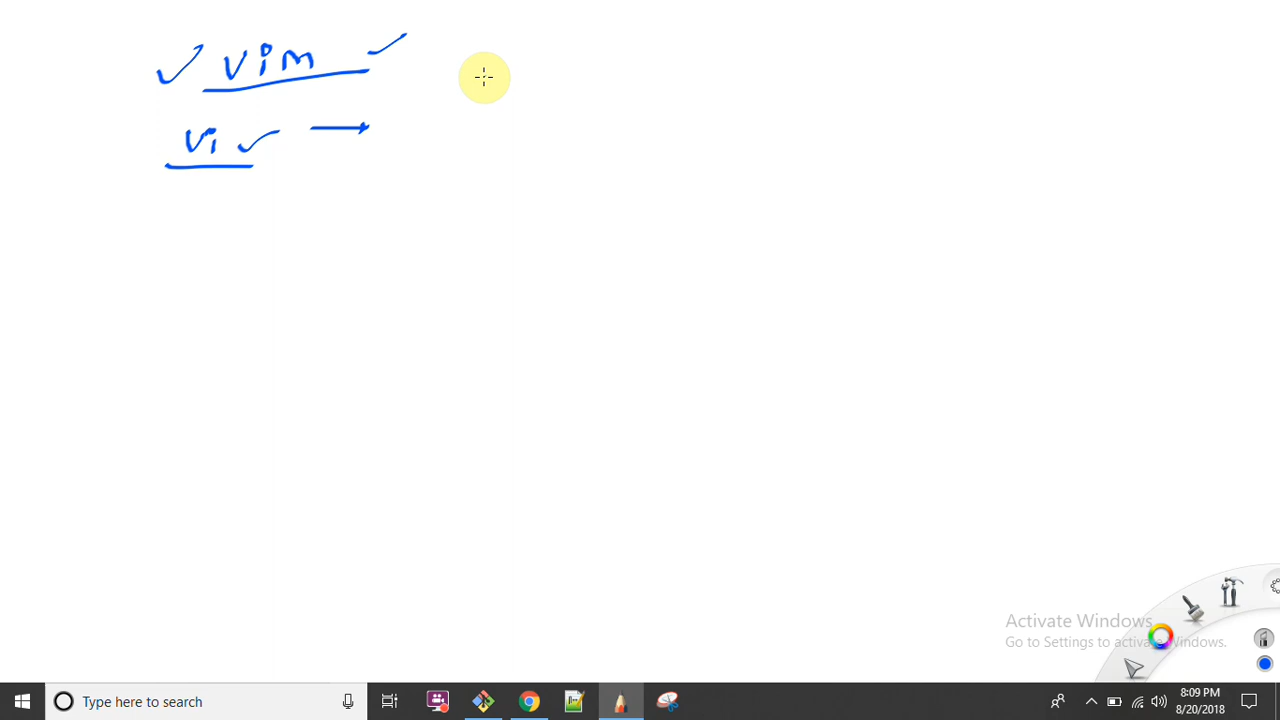 ✓ vim ✓
vi ✓ →
Activate Windows
Go to Settings to activate Windows.
Type here to search
8:09 PM
8/20/2018